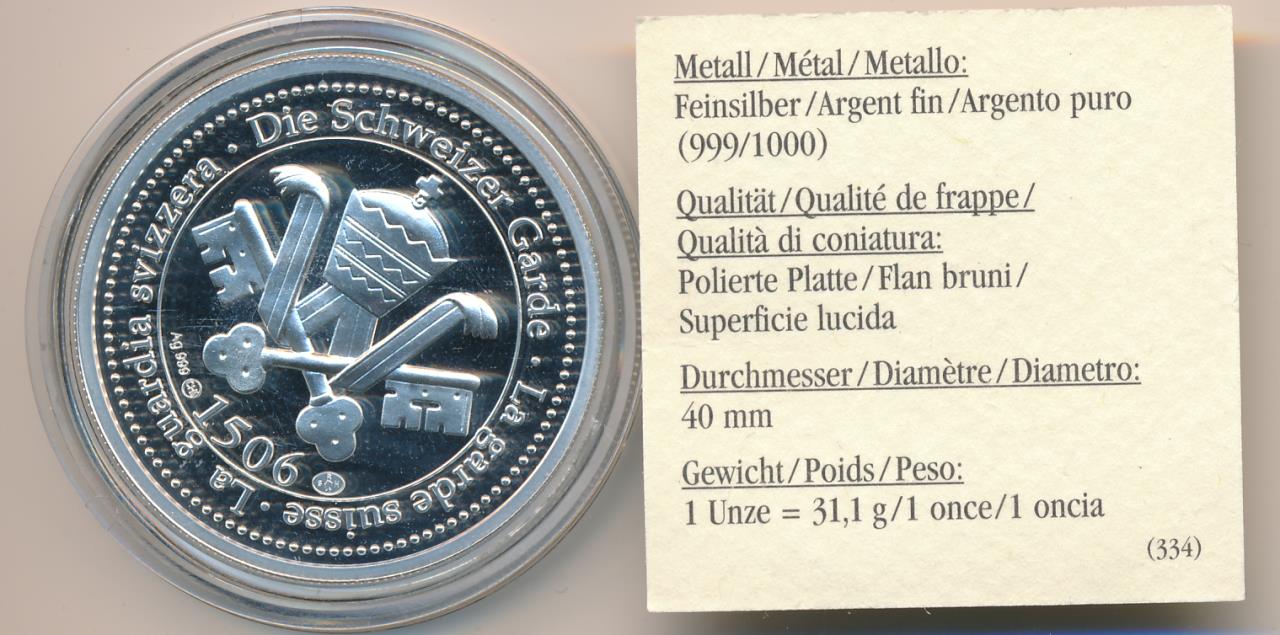 Die Schweizer Garde · La garde suisse · La guardia svizzera ·
Ag 999
1506
Metall/Métal/Metallo:
Feinsilber/Argent fin/Argento puro
(999/1000)
Qualität/Qualité de frappe/
Qualità di coniatura:
Polierte Platte/Flan bruni/
Superficie lucida
Durchmesser/Diamètre/Diametro:
40 mm
Gewicht/Poids/Peso:
1 Unze = 31,1 g/1 once/1 oncia
(334)